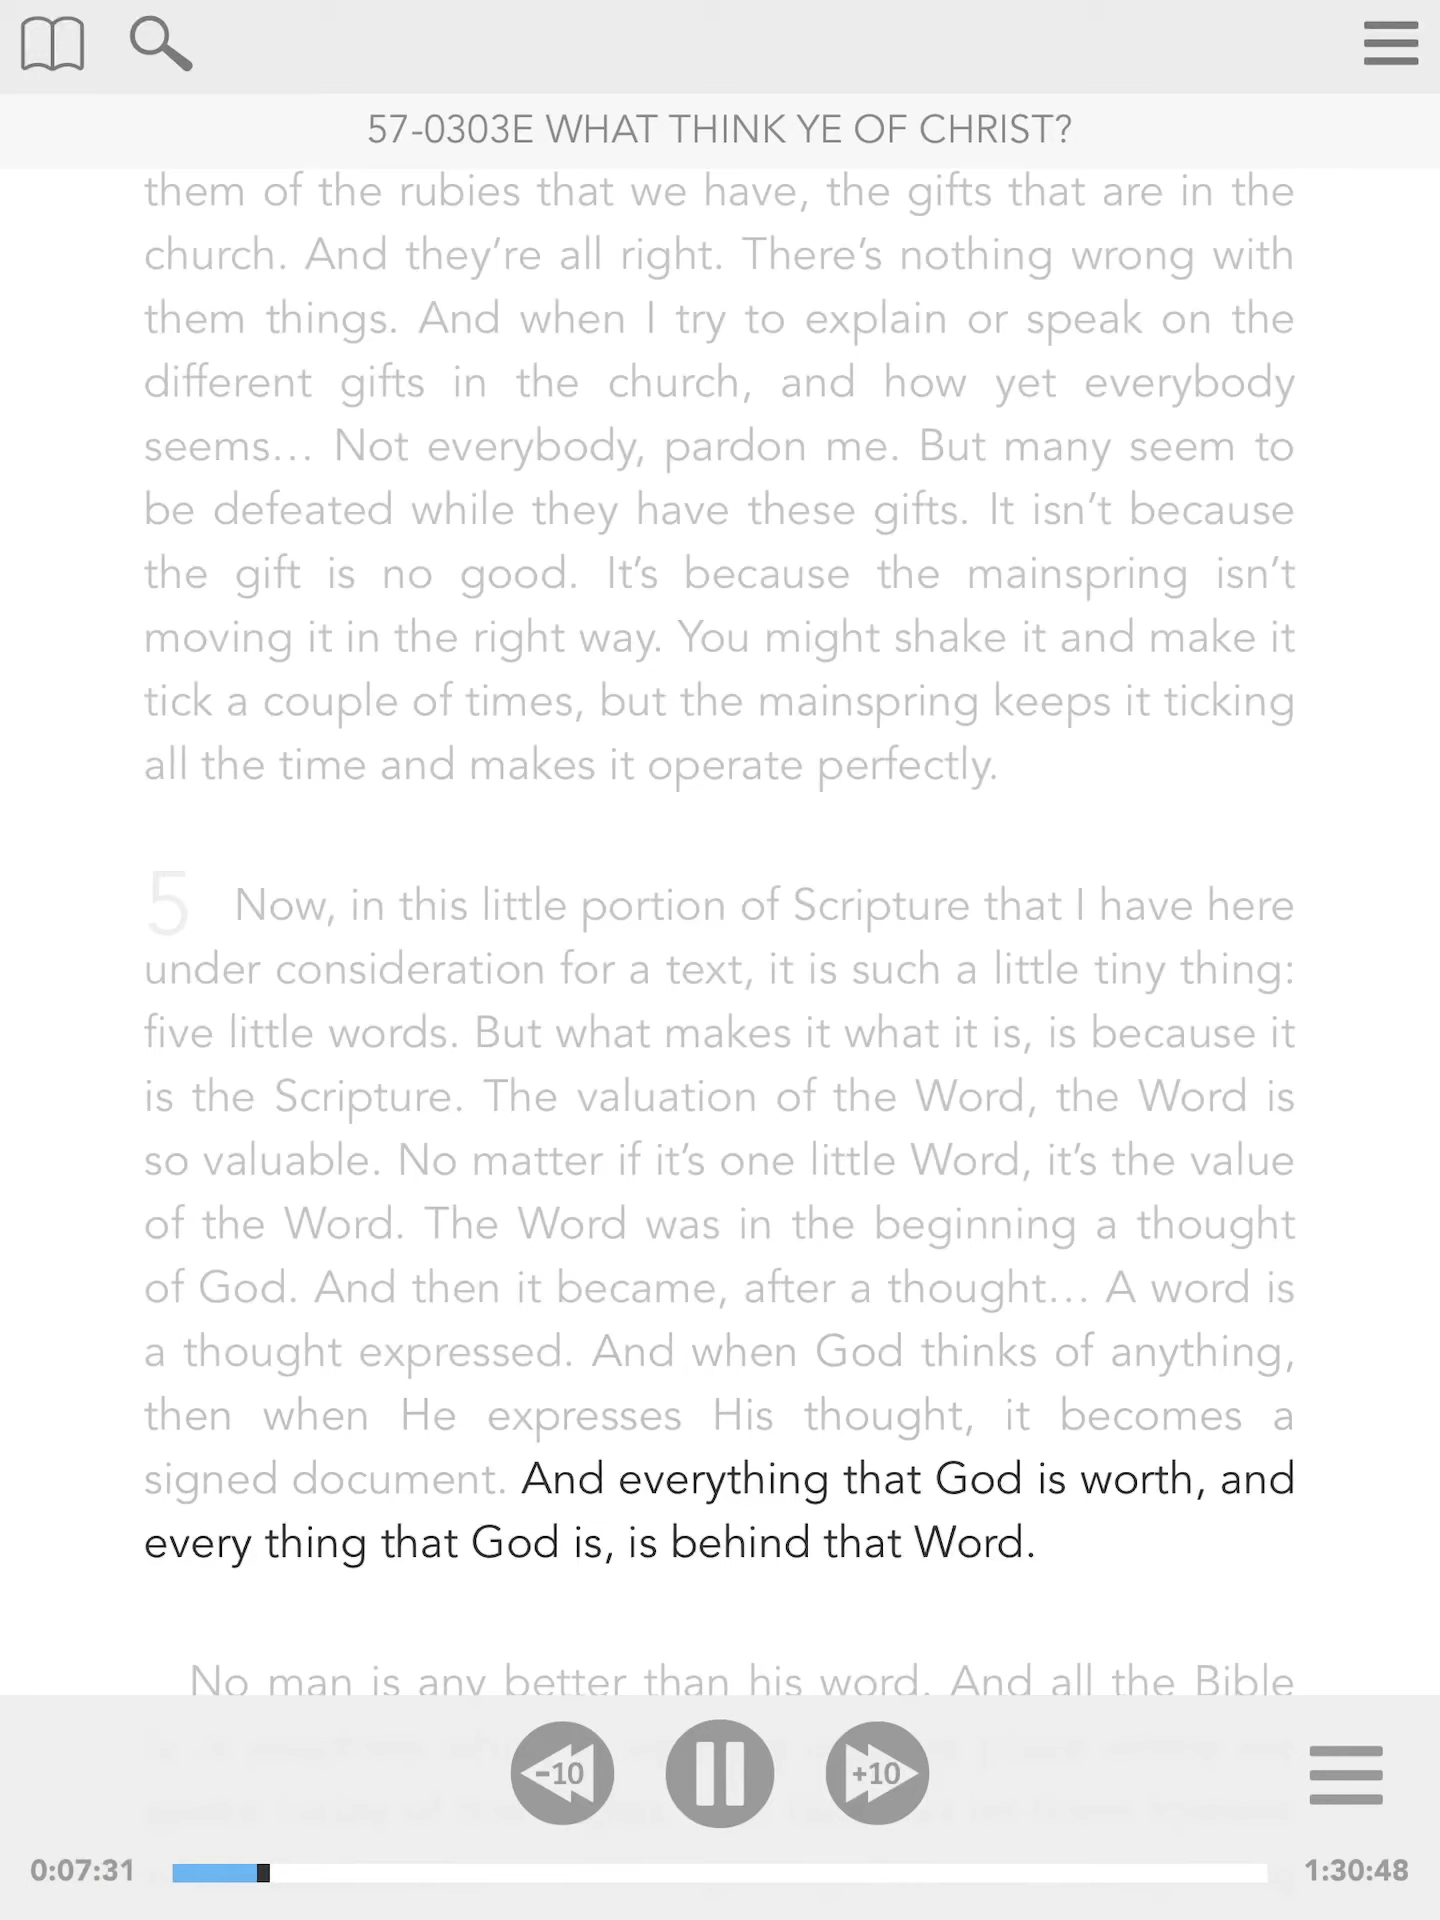 57-0303E WHAT THINK YE OF CHRIST?
them of the rubies that we have, the gifts that are in the
church. And they’re all right. There’s nothing wrong with
them things. And when I try to explain or speak on the
different gifts in the church, and how yet everybody
seems… Not everybody, pardon me. But many seem to
be defeated while they have these gifts. It isn’t because
the gift is no good. It’s because the mainspring isn’t
moving it in the right way. You might shake it and make it
tick a couple of times, but the mainspring keeps it ticking
all the time and makes it operate perfectly.
5 Now, in this little portion of Scripture that I have here
under consideration for a text, it is such a little tiny thing:
five little words. But what makes it what it is, is because it
is the Scripture. The valuation of the Word, the Word is
so valuable. No matter if it’s one little Word, it’s the value
of the Word. The Word was in the beginning a thought
of God. And then it became, after a thought… A word is
a thought expressed. And when God thinks of anything,
then when He expresses His thought, it becomes a
signed document. And everything that God is worth, and
every thing that God is, is behind that Word.
No man is any better than his word. And all the Bible
-10
+10
0:07:31
1:30:48